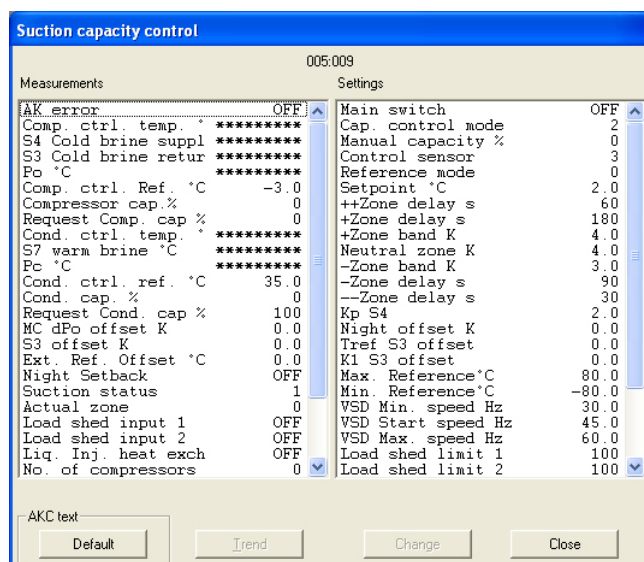 Suction capacity control
005:009
Measurements
AK error OFF
Comp. ctrl. temp. ° *********
S4 Cold brine suppl *********
S3 Cold brine retur *********
Po °C *********
Comp. ctrl. Ref. °C -3.0
Compressor cap.% 0
Request Comp. cap % 0
Cond. ctrl. temp. ° *********
S7 warm brine °C *********
Pc °C *********
Cond. ctrl. ref. °C 35.0
Cond. cap. % 0
Request Cond. cap % 100
MC dPo offset K 0.0
S3 offset K 0.0
Ext. Ref. Offset °C 0.0
Night Setback OFF
Suction status 1
Actual zone 0
Load shed input 1 OFF
Load shed input 2 OFF
Liq. Inj. heat exch OFF
No. of compressors 0
Settings
Main switch OFF
Cap. control mode 2
Manual capacity % 0
Control sensor 3
Reference mode 0
Setpoint °C 2.0
++Zone delay s 60
+Zone delay s 180
+Zone band K 4.0
Neutral zone K 4.0
-Zone band K 3.0
-Zone delay s 90
--Zone delay s 30
Kp S4 2.0
Night offset K 0.0
Tref S3 offset 0.0
K1 S3 offset 0.0
Max. Reference°C 80.0
Min. Reference°C -80.0
VSD Min. speed Hz 30.0
VSD Start speed Hz 45.0
VSD Max. speed Hz 60.0
Load shed limit 1 100
Load shed limit 2 100
AKC text
Default
Trend
Change
Close